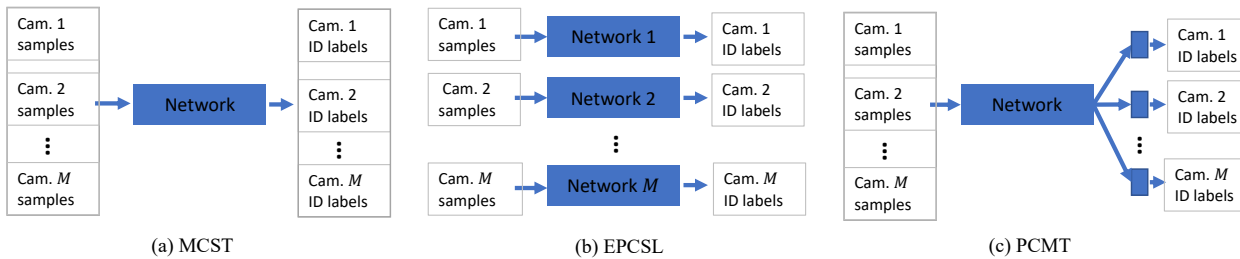 Cam. 1
samples
Cam. 2
samples
Cam. M
samples
Network
Cam. 1
ID labels
Cam. 2
ID labels
Cam. M
ID labels
(a) MCST
Cam. 1
samples
Network 1
Cam. 1
ID labels
Cam. 2
samples
Network 2
Cam. 2
ID labels
Cam. M
samples
Network M
Cam. M
ID labels
(b) EPCSL
Cam. 1
samples
Cam. 2
samples
Cam. M
samples
Network
Cam. 1
ID labels
Cam. 2
ID labels
Cam. M
ID labels
(c) PCMT